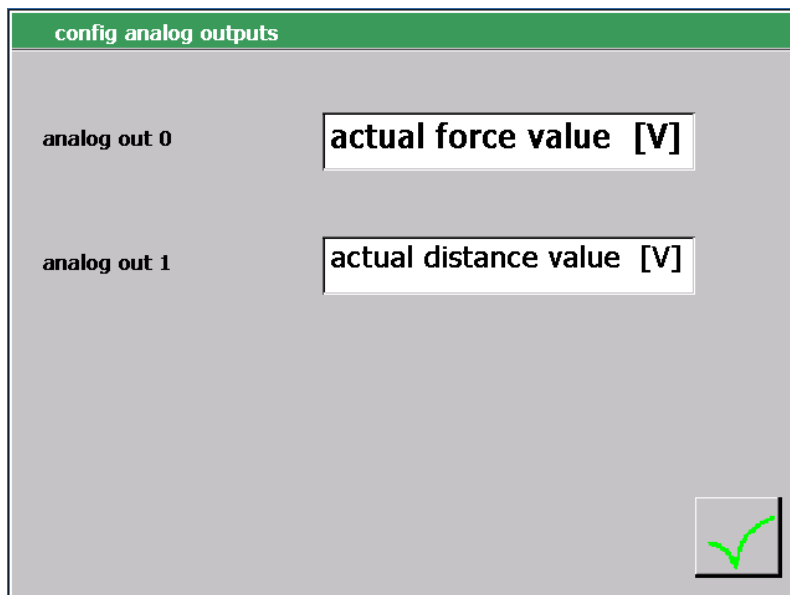 config analog outputs
analog out 0
actual force value [V]
analog out 1
actual distance value [V]